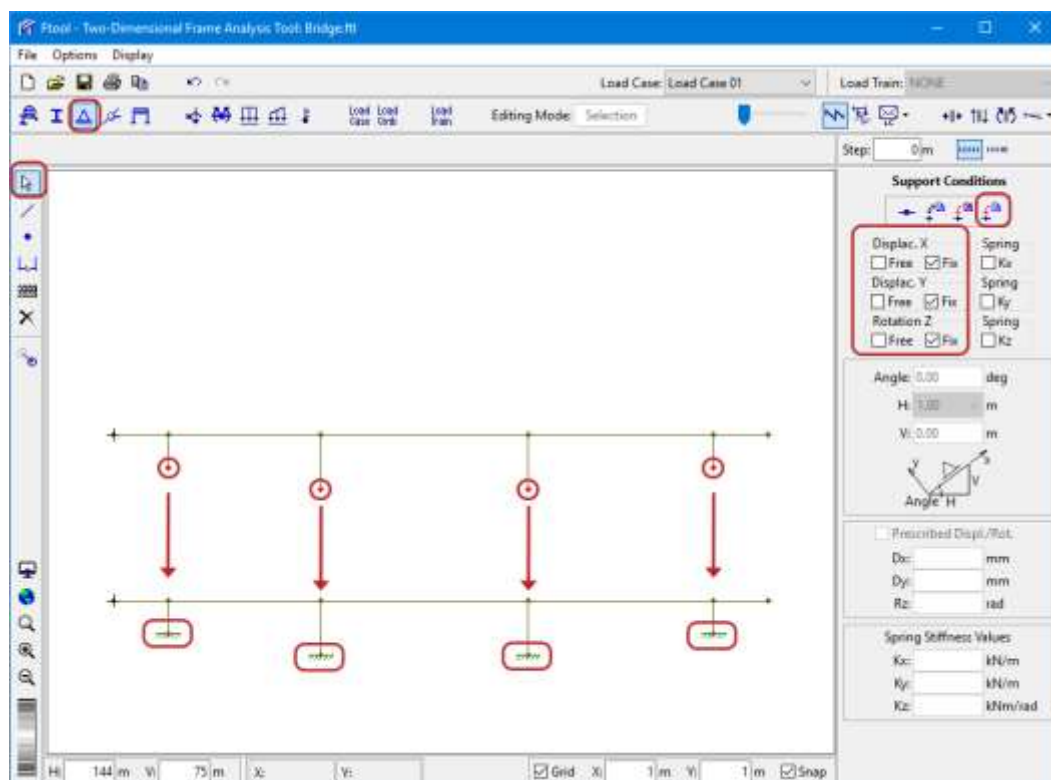 Ftool - Two-Dimensional Frame Analysis Tool: Bridge.ftl
File Options Display
Load Case: Load Case 01 Load Train: NONE
Load Case Load Comb Load Train Editing Mode: Selection
Step: 0 m
Support Conditions
Displac. X Spring
Free Fix Kx
Displac. Y Spring
Free Fix Ky
Rotation Z Spring
Free Fix Kz
Angle: 0.00 deg
H: 1.00 m
V: 0.00 m
y s
V
Angle H
Prescribed Displ./Rot.
Dx: mm
Dy: mm
Rz: rad
Spring Stiffness Values
Kx: kN/m
Ky: kN/m
Kz: kNm/rad
H: 144 m V: 75 m X: Y: Grid X: 1 m Y: 1 m Snap